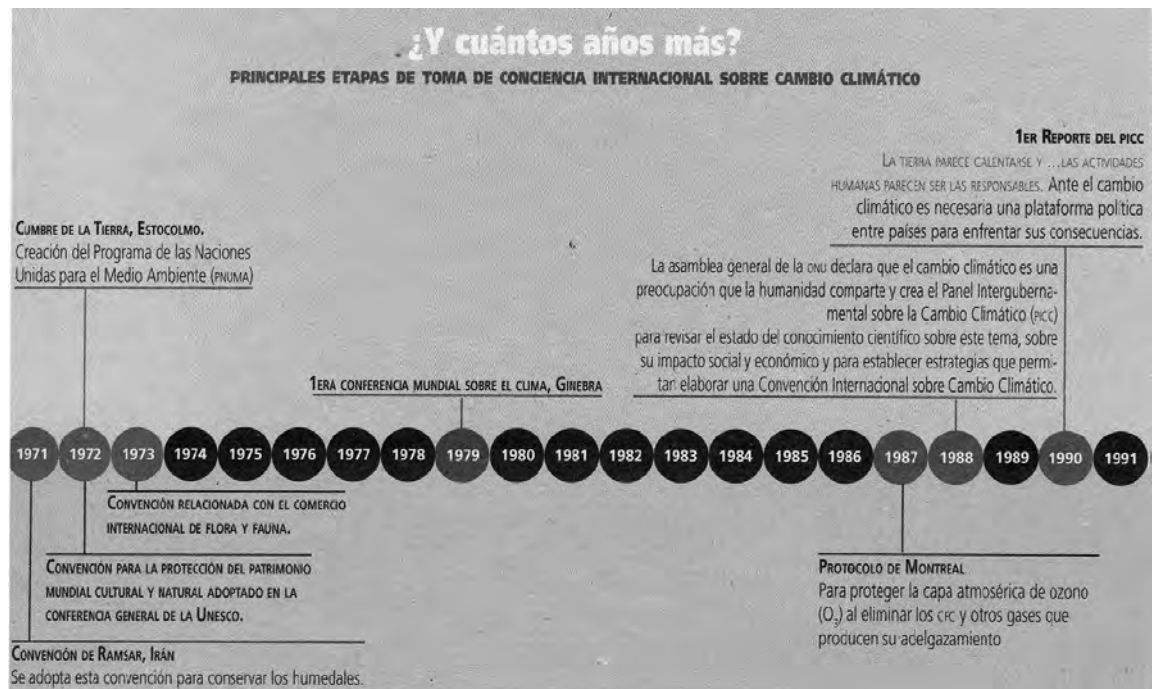 ¿Y cuántos años más?
PRINCIPALES ETAPAS DE TOMA DE CONCIENCIA INTERNACIONAL SOBRE CAMBIO CLIMÁTICO
1ER REPORTE DEL PICC
LA TIERRA PARECE CALENTARSE Y ...LAS ACTIVIDADES
HUMANAS PARECEN SER LAS RESPONSABLES. Ante el cambio
climático es necesaria una plataforma política
entre países para enfrentar sus consecuencias.
CUMBRE DE LA TIERRA, ESTOCOLMO.
Creación del Programa de las Naciones
Unidas para el Medio Ambiente (PNUMA)
La asamblea general de la ONU declara que el cambio climático es una
preocupación que la humanidad comparte y crea el Panel Interguberna-
mental sobre la Cambio Climático (PICC)
para revisar el estado del conocimiento científico sobre este tema, sobre
su impacto social y económico y para establecer estrategias que permi-
tan elaborar una Convención Internacional sobre Cambio Climático.
1ERA CONFERENCIA MUNDIAL SOBRE EL CLIMA, GINEBRA
1971 1972 1973 1974 1975 1976 1977 1978 1979 1980 1981 1982 1983 1984 1985 1986 1987 1988 1989 1990 1991
CONVENCIÓN RELACIONADA CON EL COMERCIO
INTERNACIONAL DE FLORA Y FAUNA.
CONVENCIÓN PARA LA PROTECCIÓN DEL PATRIMONIO
MUNDIAL CULTURAL Y NATURAL ADOPTADO EN LA
CONFERENCIA GENERAL DE LA UNESCO.
CONVENCIÓN DE RAMSAR, IRÁN
Se adopta esta convención para conservar los humedales.
PROTOCOLO DE MONTREAL
Para proteger la capa atmosérica de ozono
(O₃) al eliminar los CFC y otros gases que
producen su adelgazamiento